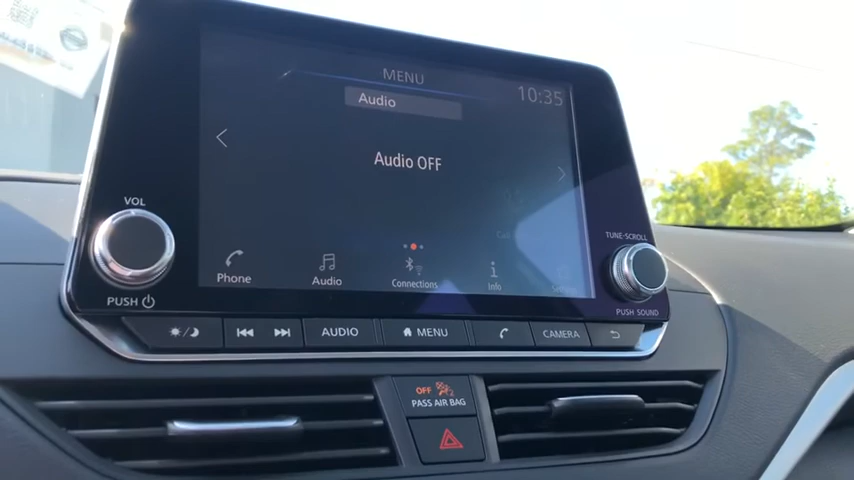 MENU
Audio
10:35
Audio OFF
VOL
TUNE·SCROLL
Phone
Audio
Connections
Info
PUSH
PUSH SOUND
AUDIO
MENU
CAMERA
OFF
PASS AIR BAG